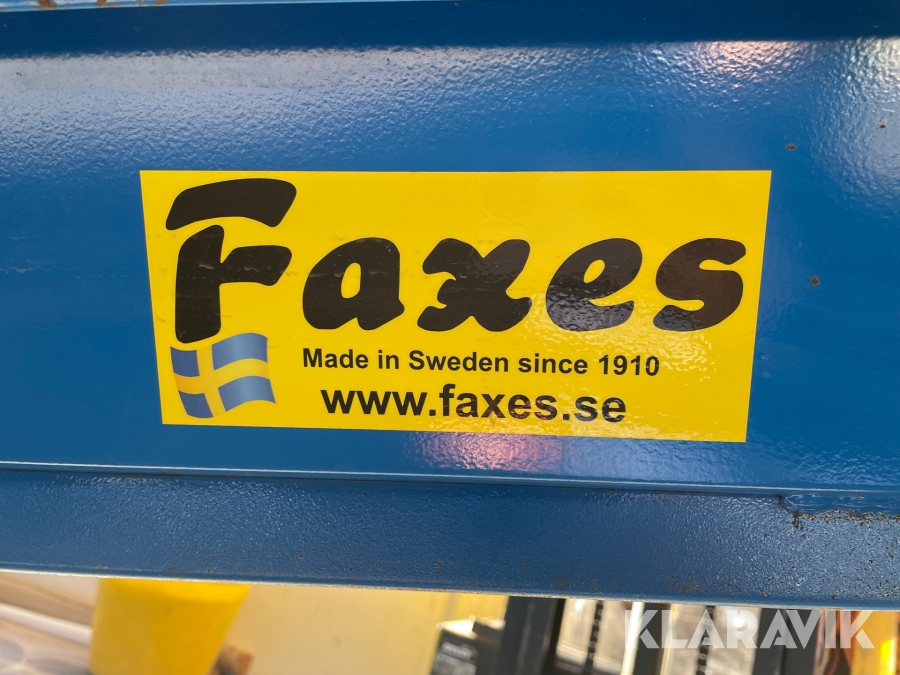 Faxes
Made in Sweden since 1910
www.faxes.se
KLARAVIK